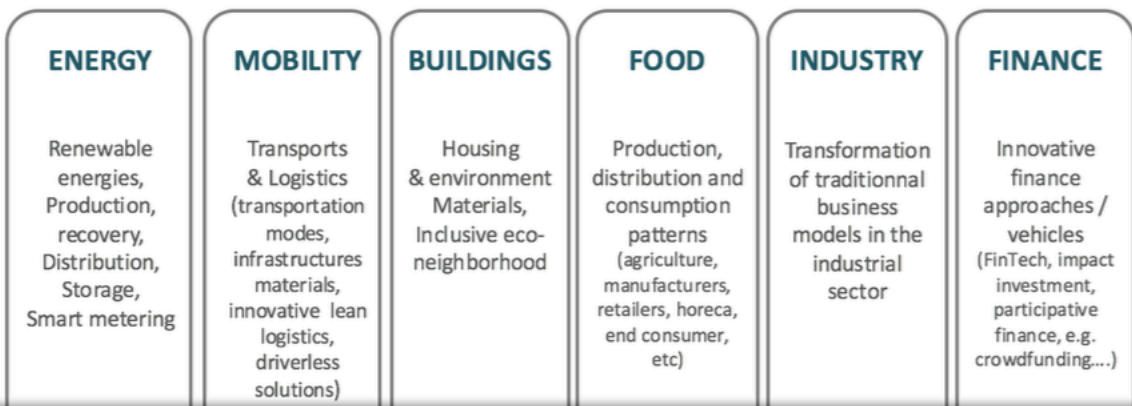 ENERGY
Renewable
energies,
Production,
recovery,
Distribution,
Storage,
Smart metering
MOBILITY
Transports
& Logistics
(transportation
modes,
infrastructures
materials,
innovative lean
logistics,
driverless
solutions)
BUILDINGS
Housing
& environment
Materials,
Inclusive eco-
neighborhood
FOOD
Production,
distribution and
consumption
patterns
(agriculture,
manufacturers,
retailers, horeca,
end consumer,
etc)
INDUSTRY
Transformation
of traditionnal
business
models in the
industrial
sector
FINANCE
Innovative
finance
approaches /
vehicles
(FinTech, impact
investment,
participative
finance, e.g.
crowdfunding....)